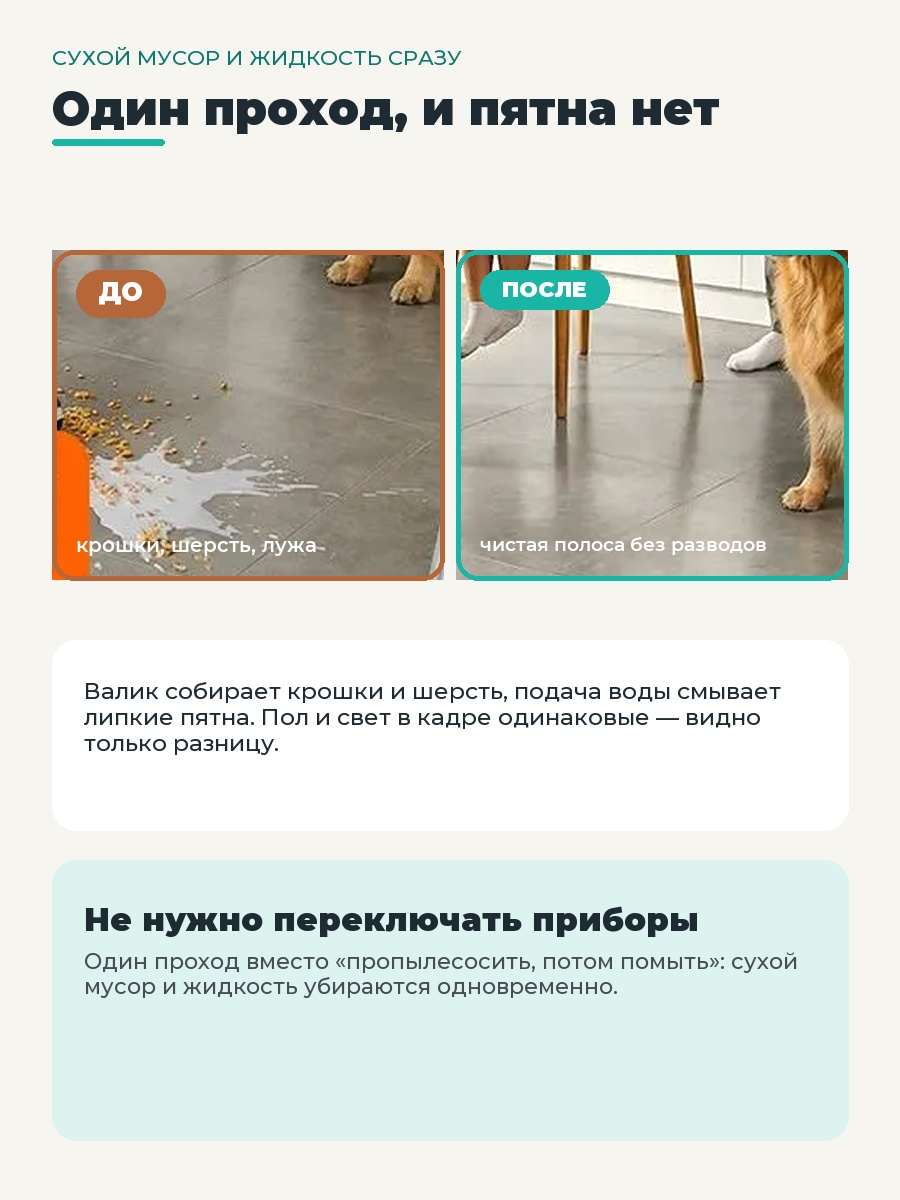 СУХОЙ МУСОР И ЖИДКОСТЬ СРАЗУ
Один проход, и пятна нет
ДО
ПОСЛЕ
крошки, шерсть, лужа
чистая полоса без разводов
Валик собирает крошки и шерсть, подача воды смывает
липкие пятна. Пол и свет в кадре одинаковые — видно
только разницу.
Не нужно переключать приборы
Один проход вместо «пропылесосить, потом помыть»: сухой
мусор и жидкость убираются одновременно.